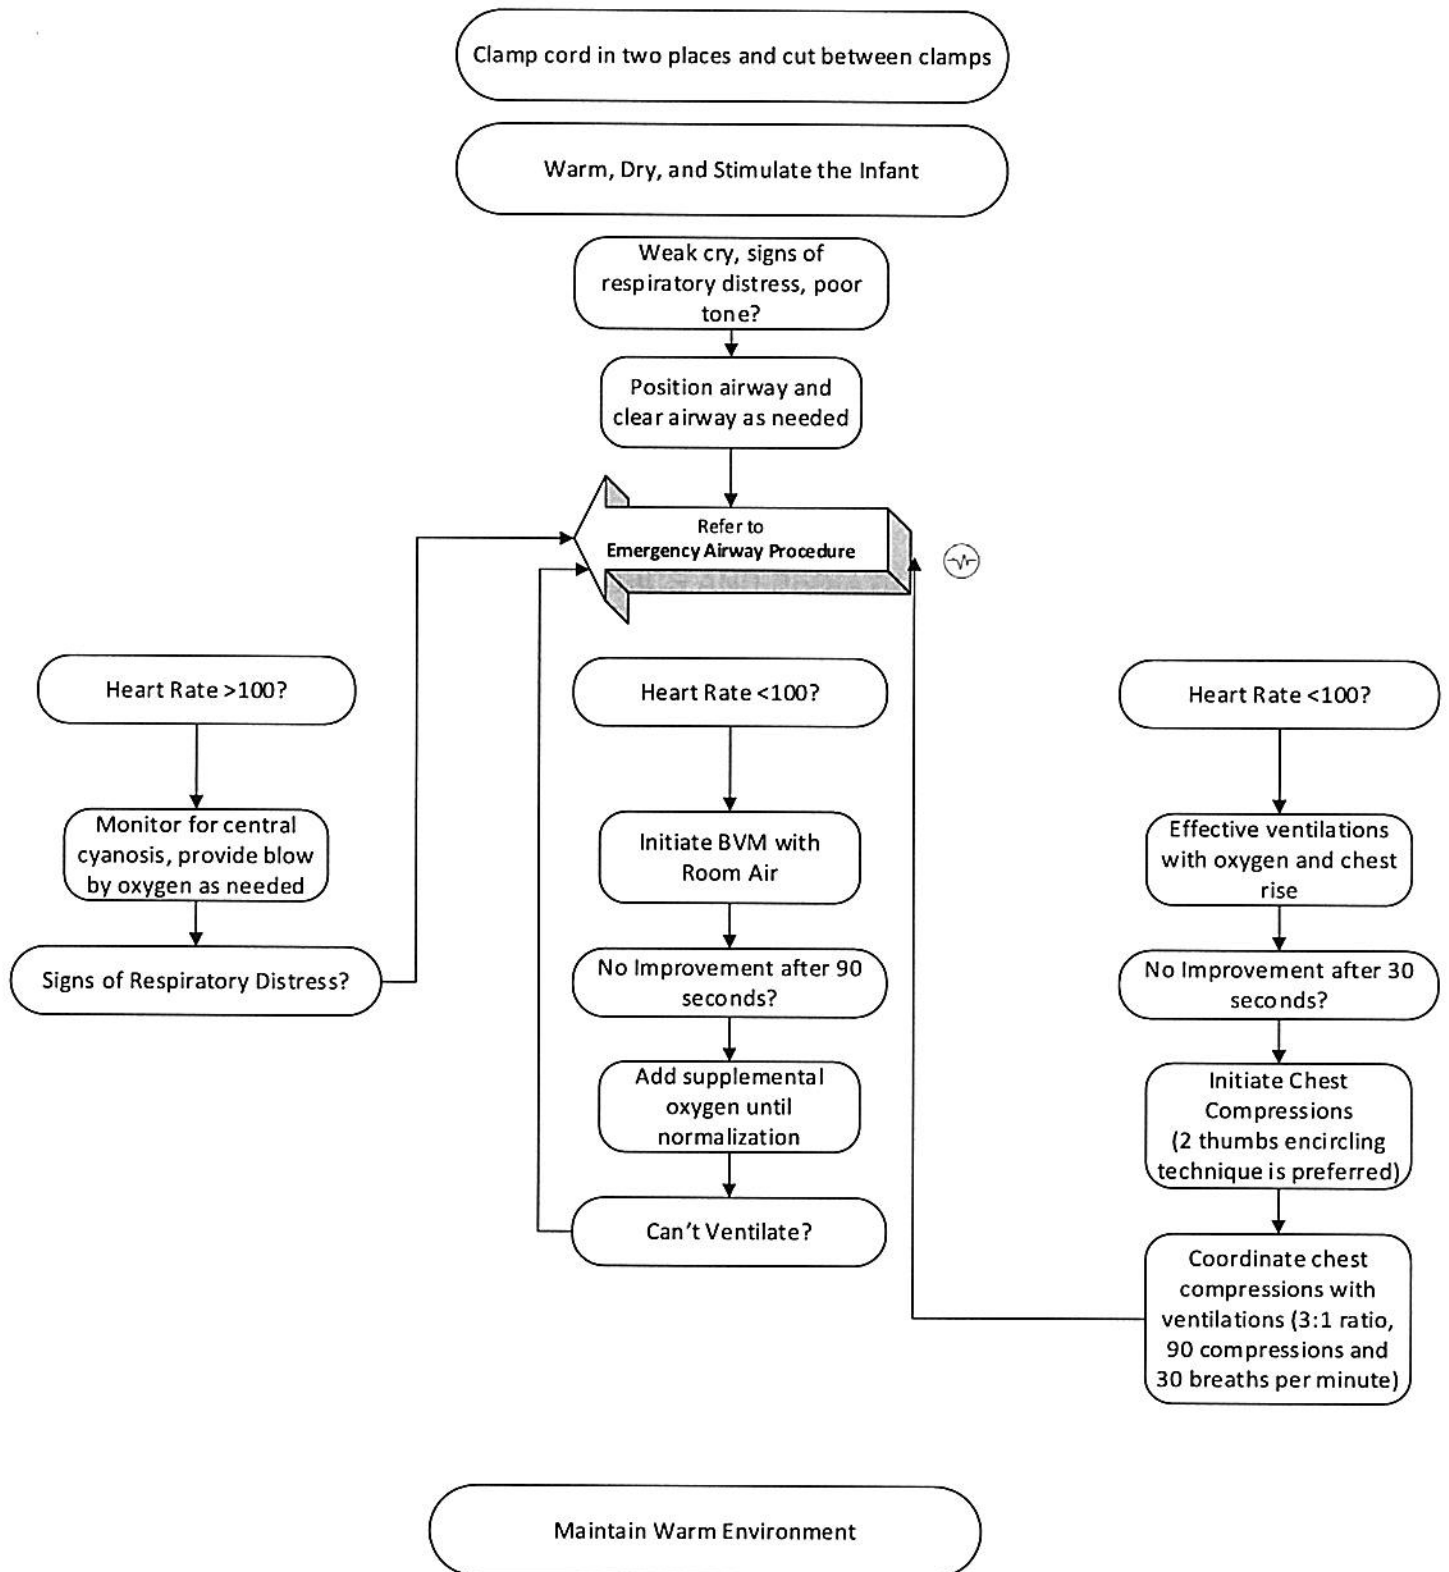 Clamp cord in two places and cut between clamps
Warm, Dry, and Stimulate the Infant
Weak cry, signs of
respiratory distress, poor
tone?
Position airway and
clear airway as needed
Refer to
Emergency Airway Procedure
Heart Rate >100?
Monitor for central
cyanosis, provide blow
by oxygen as needed
Signs of Respiratory Distress?
Heart Rate <100?
Initiate BVM with
Room Air
No Improvement after 90
seconds?
Add supplemental
oxygen until
normalization
Can't Ventilate?
Heart Rate <100?
Effective ventilations
with oxygen and chest
rise
No Improvement after 30
seconds?
Initiate Chest
Compressions
(2 thumbs encircling
technique is preferred)
Coordinate chest
compressions with
ventilations (3:1 ratio,
90 compressions and
30 breaths per minute)
Maintain Warm Environment